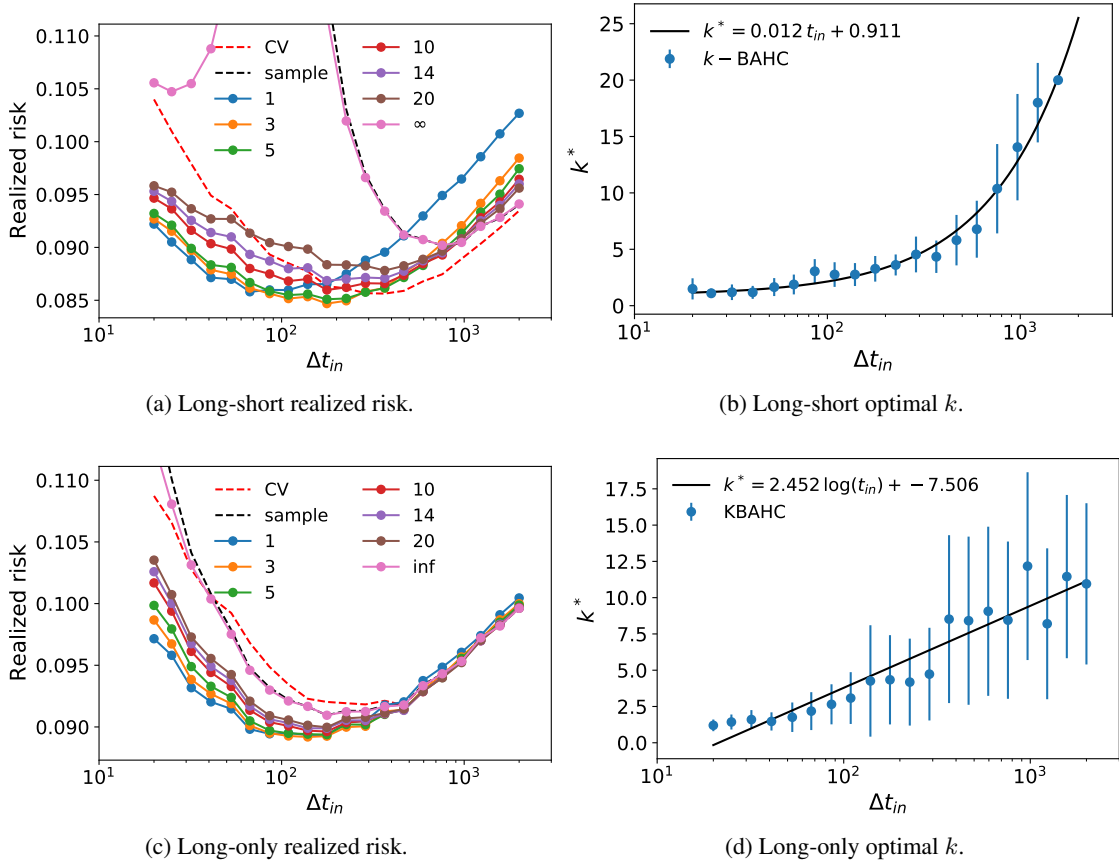 0.110
0.105
0.100
0.095
0.090
0.085
Realized risk
CV
sample
1
3
5
10
14
20
∞
10¹ 10² 10³
Δt_in
(a) Long-short realized risk.
25
20
15
10
5
0
k*
k* = 0.012 t_in + 0.911
k − BAHC
10¹ 10² 10³
Δt_in
(b) Long-short optimal k.
0.110
0.105
0.100
0.095
0.090
Realized risk
CV
sample
1
3
5
10
14
20
inf
10¹ 10² 10³
Δt_in
(c) Long-only realized risk.
17.5
15.0
12.5
10.0
7.5
5.0
2.5
0.0
k*
k* = 2.452 log(t_in) + −7.506
KBAHC
10¹ 10² 10³
Δt_in
(d) Long-only optimal k.